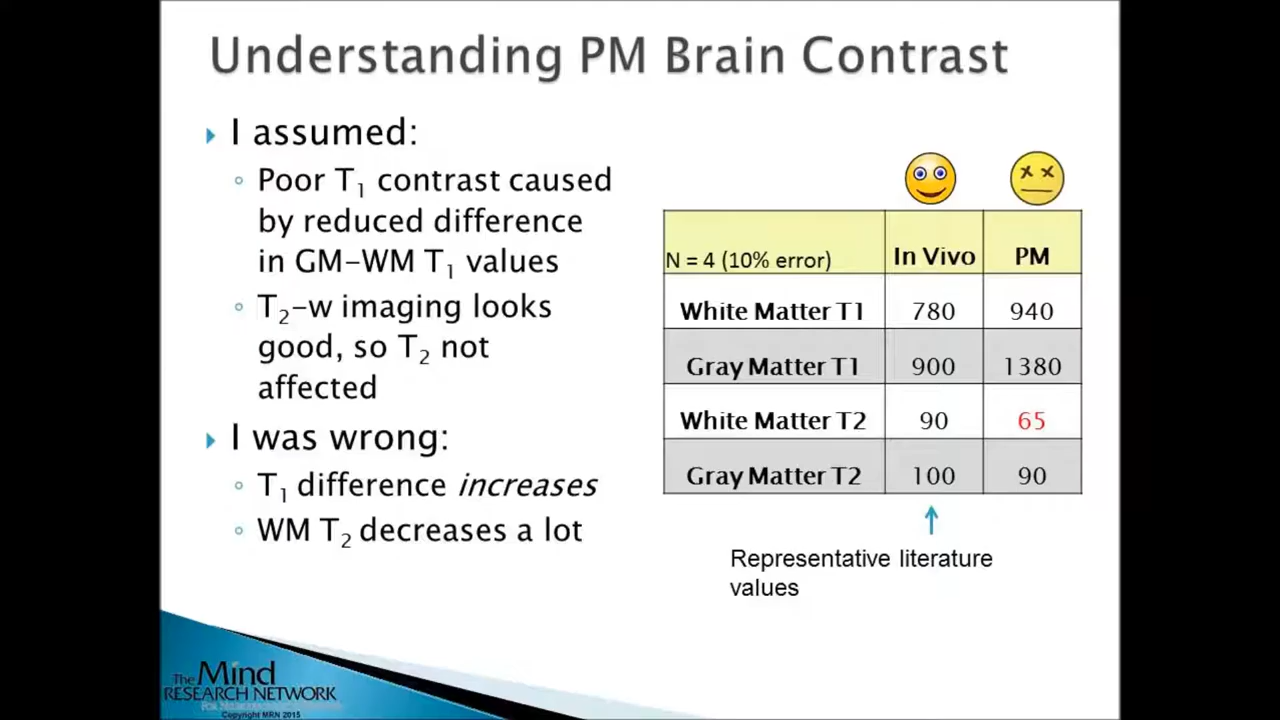 Understanding PM Brain Contrast
I assumed:
Poor T1 contrast caused
by reduced difference
in GM-WM T1 values
T2-w imaging looks
good, so T2 not
affected
I was wrong:
T1 difference increases
WM T2 decreases a lot
N = 4 (10% error) In Vivo PM
White Matter T1 780 940
Gray Matter T1 900 1380
White Matter T2 90 65
Gray Matter T2 100 90
Representative literature
values
The Mind
RESEARCH NETWORK
Copyright MRN 2015